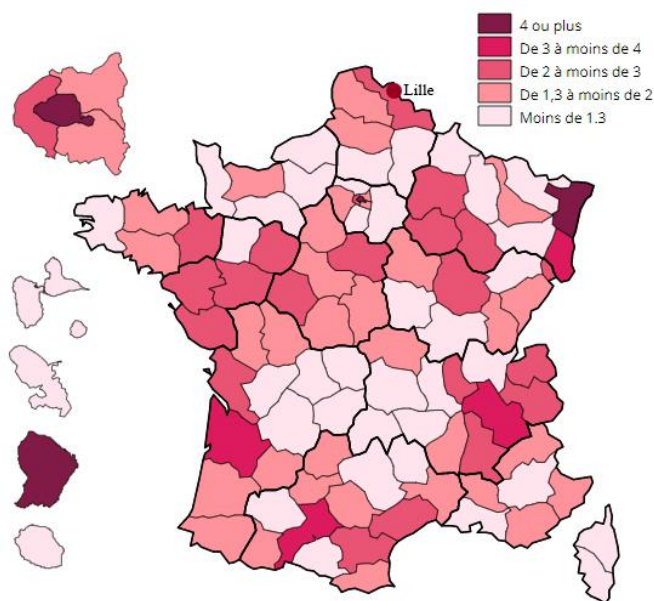 4 ou plus
De 3 à moins de 4
De 2 à moins de 3
De 1,3 à moins de 2
Moins de 1.3
Lille